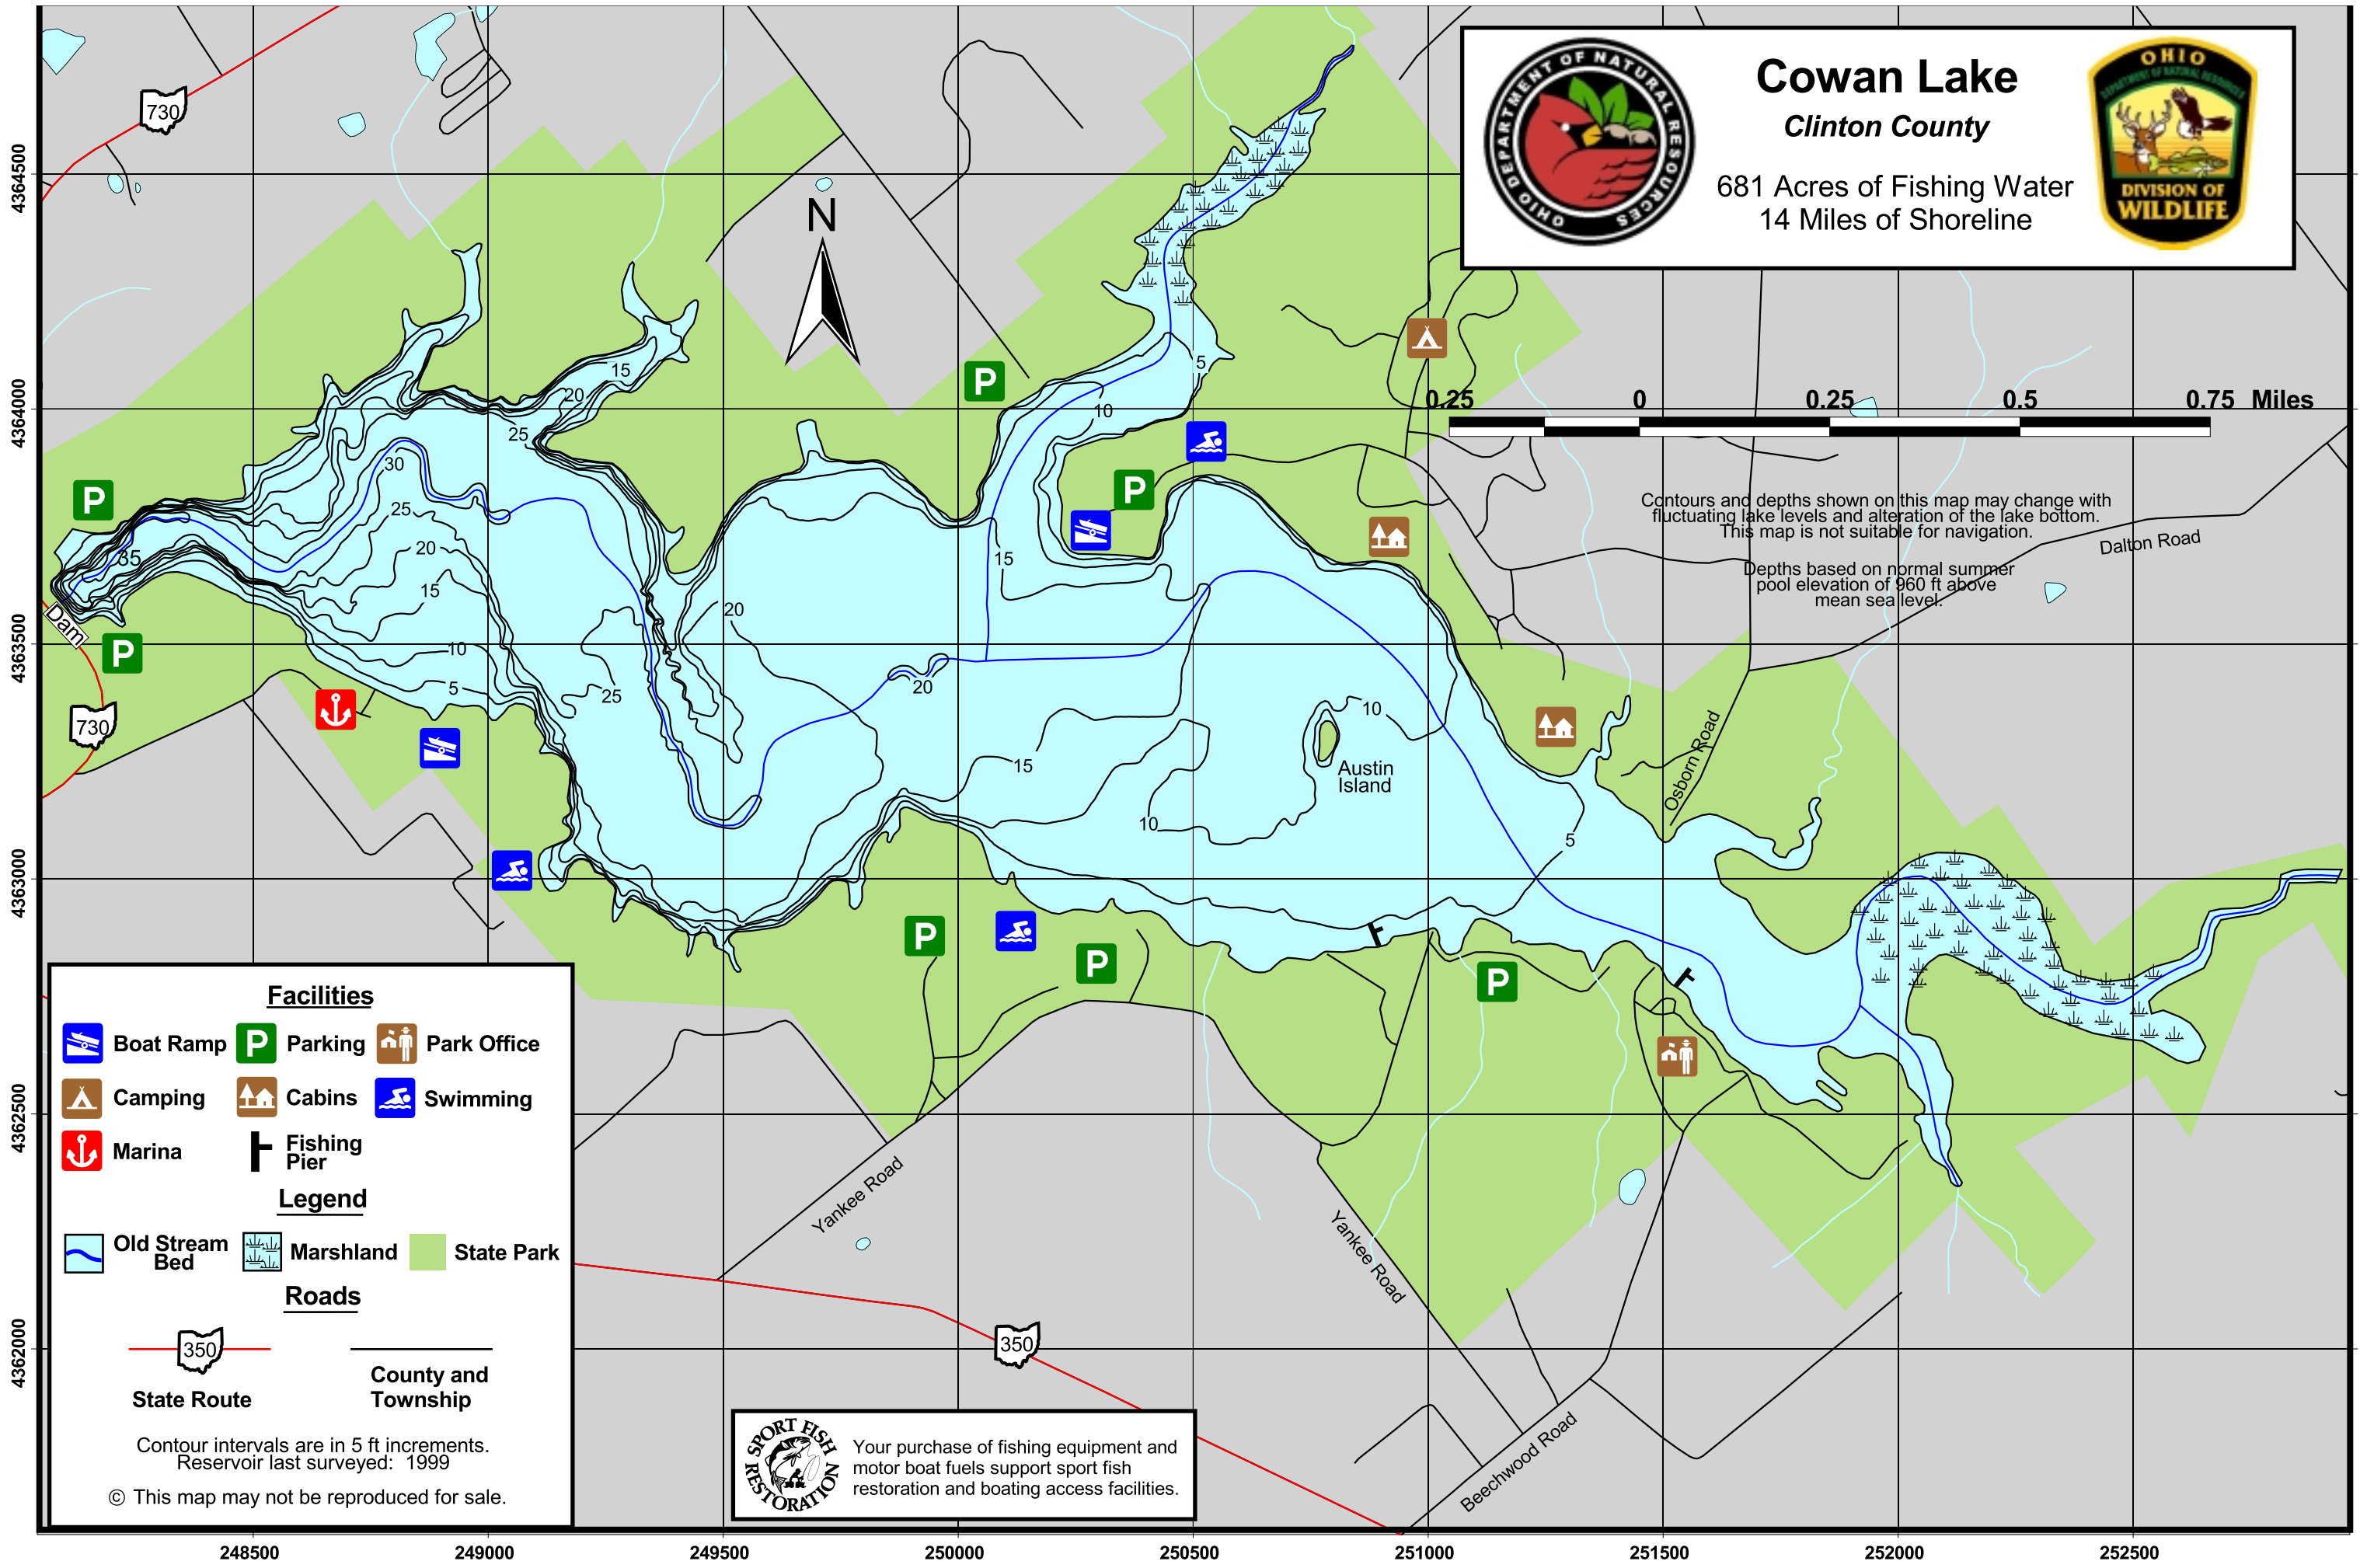 Cowan Lake
Clinton County
681 Acres of Fishing Water
14 Miles of Shoreline
OHIO DEPARTMENT OF NATURAL RESOURCES
OHIO
DEPARTMENT OF NATURAL RESOURCES
DIVISION OF
WILDLIFE
730
N
0.25 0 0.25 0.5 0.75 Miles
Contours and depths shown on this map may change with
fluctuating lake levels and alteration of the lake bottom.
This map is not suitable for navigation.
Depths based on normal summer
pool elevation of 960 ft above
mean sea level.
Dalton Road
Osborn Road
5
10
15
20
25
15
20
25
30
25
20
15
10
5
35
25
20
20
15
15
10
10
5
Dam
730
Austin
Island
P
P
P
P
P
P
P
Yankee Road
Yankee Road
Beechwood Road
350
Facilities
Boat Ramp P Parking Park Office
Camping Cabins Swimming
Marina Fishing
Pier
Legend
Old Stream
Bed
Marshland State Park
Roads
350
State Route
County and
Township
Contour intervals are in 5 ft increments.
Reservoir last surveyed: 1999
© This map may not be reproduced for sale.
SPORT FISH
RESTORATION
Your purchase of fishing equipment and
motor boat fuels support sport fish
restoration and boating access facilities.
4364500
4364000
4363500
4363000
4362500
4362000
248500 249000 249500 250000 250500 251000 251500 252000 252500